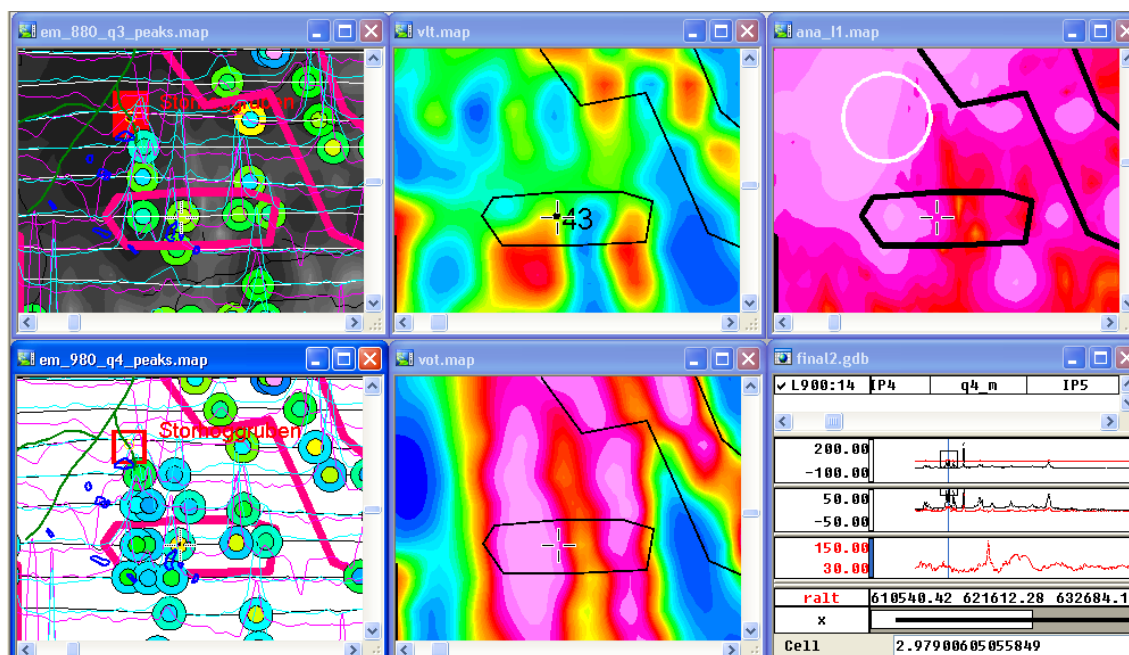 em_880_q3_peaks.map
Stormoggruben
vlt.map
43
ana_l1.map
em_980_q4_peaks.map
Stormoggruben
vot.map
final2.gdb
L900:14 IP4 q4_m IP5
200.00
-100.00
50.00
-50.00
150.00
30.00
ralt 610540.42 621612.28 632684.1
x
Cell 2.97900605055849